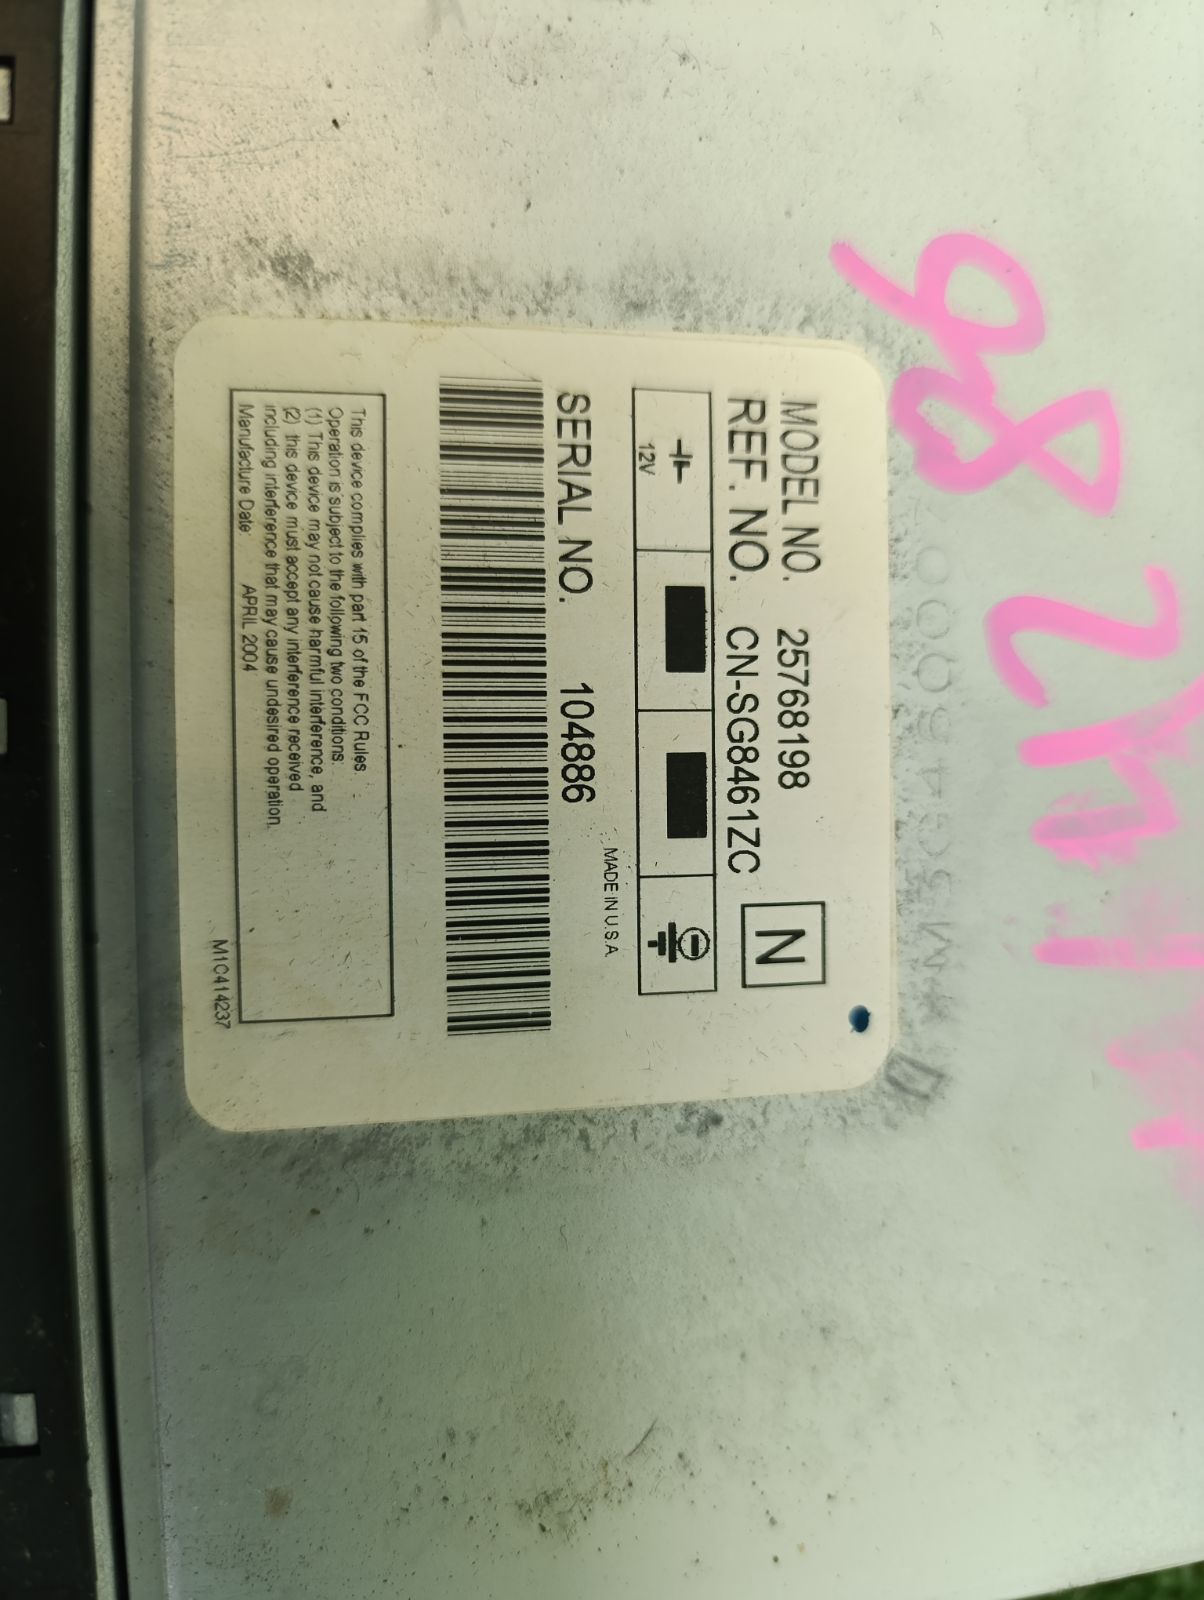 MODEL NO. 25768198
REF. NO. CN-SG8461ZC
N
12V
MADE IN U.S.A
SERIAL NO. 104886
This device complies with part 15 of the FCC Rules
Operation is subject to the following two conditions:
(1) This device may not cause harmful interference, and
(2) this device must accept any interference received
including interference that may cause undesired operation.
Manufacture Date APRIL 2004
M1C414237